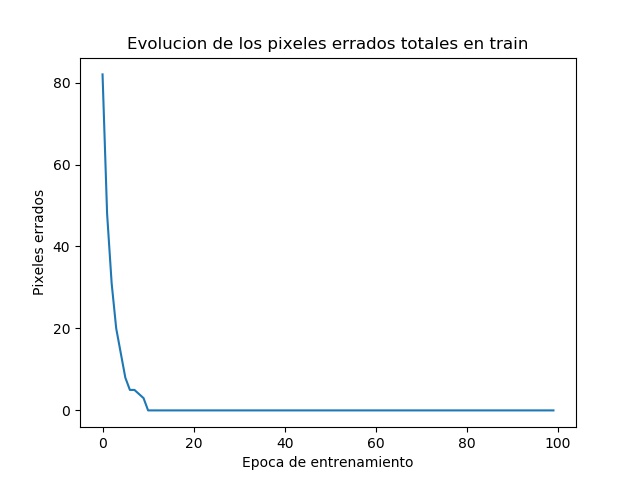 Evolucion de los pixeles errados totales en train
80
60
40
20
0
Pixeles errados
0 20 40 60 80 100
Epoca de entrenamiento